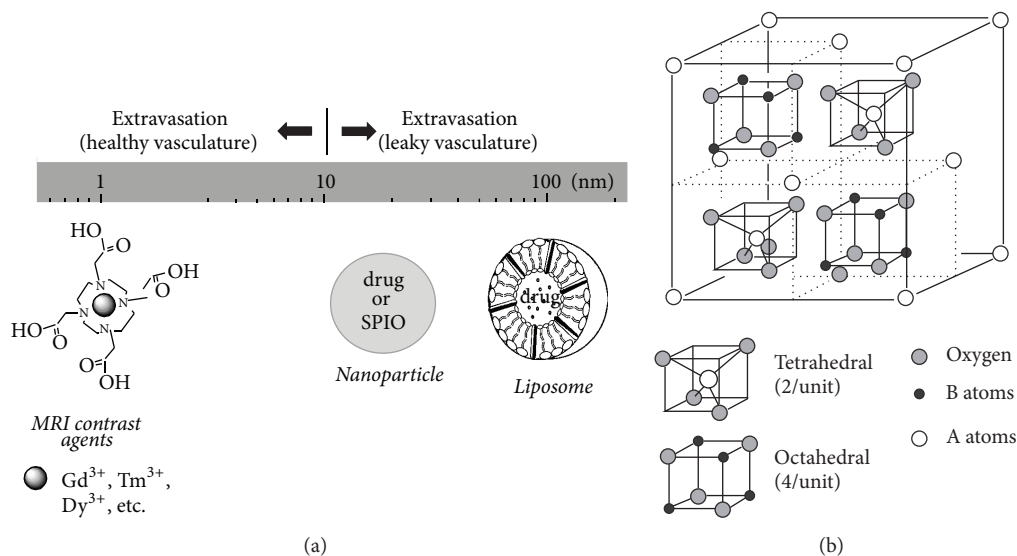 Extravasation
(healthy vasculature)
Extravasation
(leaky vasculature)
1
10
100 (nm)
HO
O
O
OH
N
N
N
N
HO
O
O
OH
drug
or
SPIO
drug
Nanoparticle
Liposome
MRI contrast
agents
Gd³⁺, Tm³⁺,
Dy³⁺, etc.
(a)
Tetrahedral
(2/unit)
Octahedral
(4/unit)
Oxygen
B atoms
A atoms
(b)